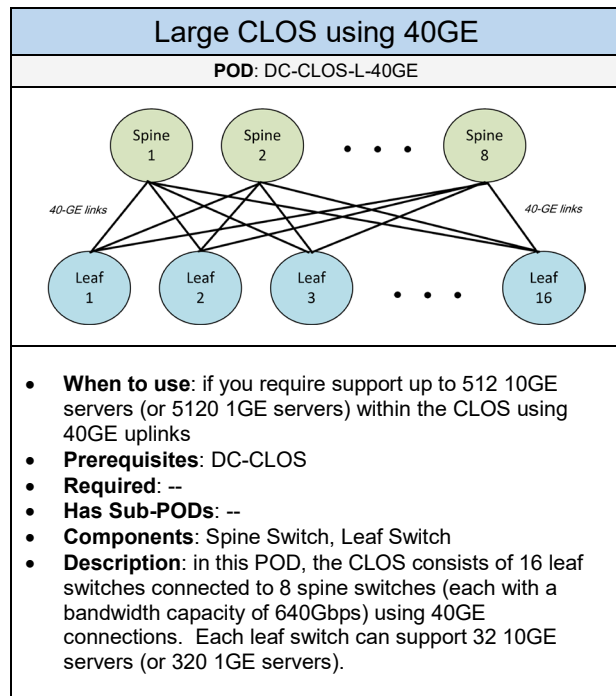 Large CLOS using 40GE
POD: DC-CLOS-L-40GE
Spine
1
Spine
2
• • •
Spine
8
40-GE links
40-GE links
Leaf
1
Leaf
2
Leaf
3
• • •
Leaf
16
• When to use: if you require support up to 512 10GE
servers (or 5120 1GE servers) within the CLOS using
40GE uplinks
• Prerequisites: DC-CLOS
• Required: --
• Has Sub-PODs: --
• Components: Spine Switch, Leaf Switch
• Description: in this POD, the CLOS consists of 16 leaf
switches connected to 8 spine switches (each with a
bandwidth capacity of 640Gbps) using 40GE
connections.  Each leaf switch can support 32 10GE
servers (or 320 1GE servers).